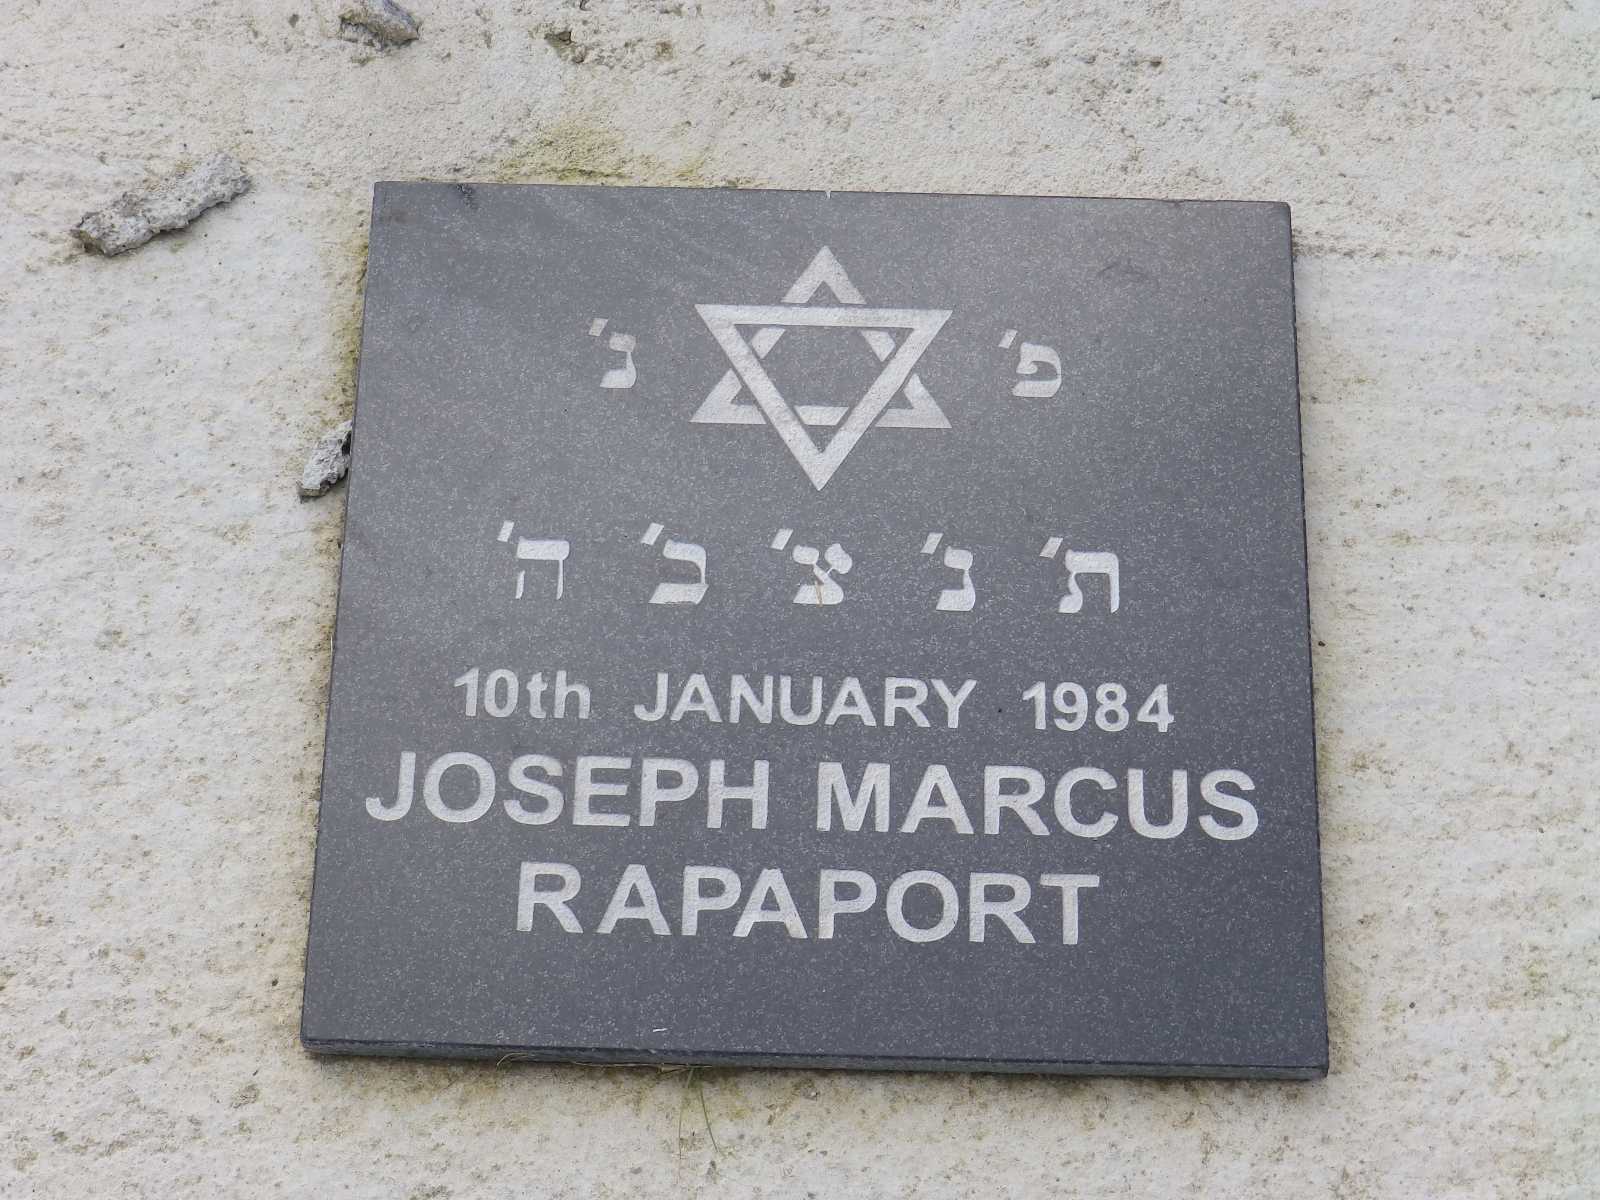 פ' נ'
ת' נ' צ' ב' ה'
10th JANUARY 1984
JOSEPH MARCUS
RAPAPORT